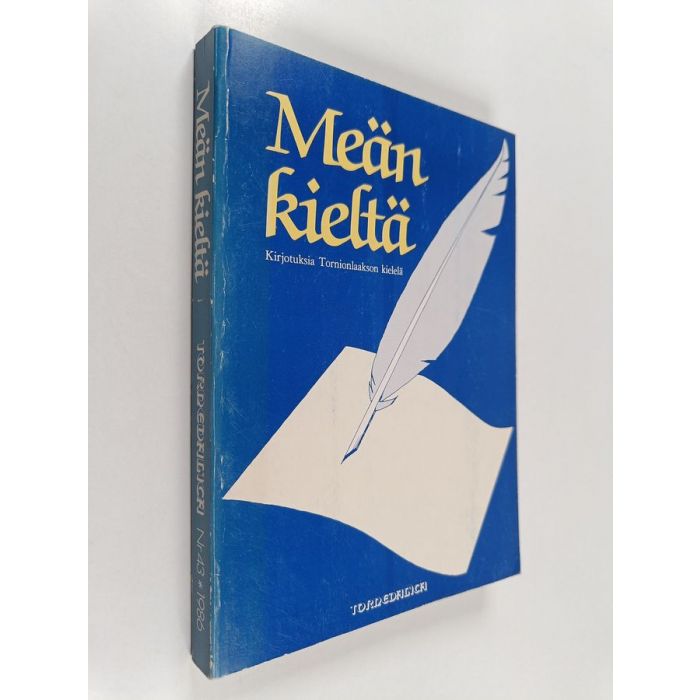 Meän
kieltä
Kirjotuksia Tornionlaakson kielelä
TORNEDALICA
Meän kieltä
TORNEDALICA Nr 43 * 1986